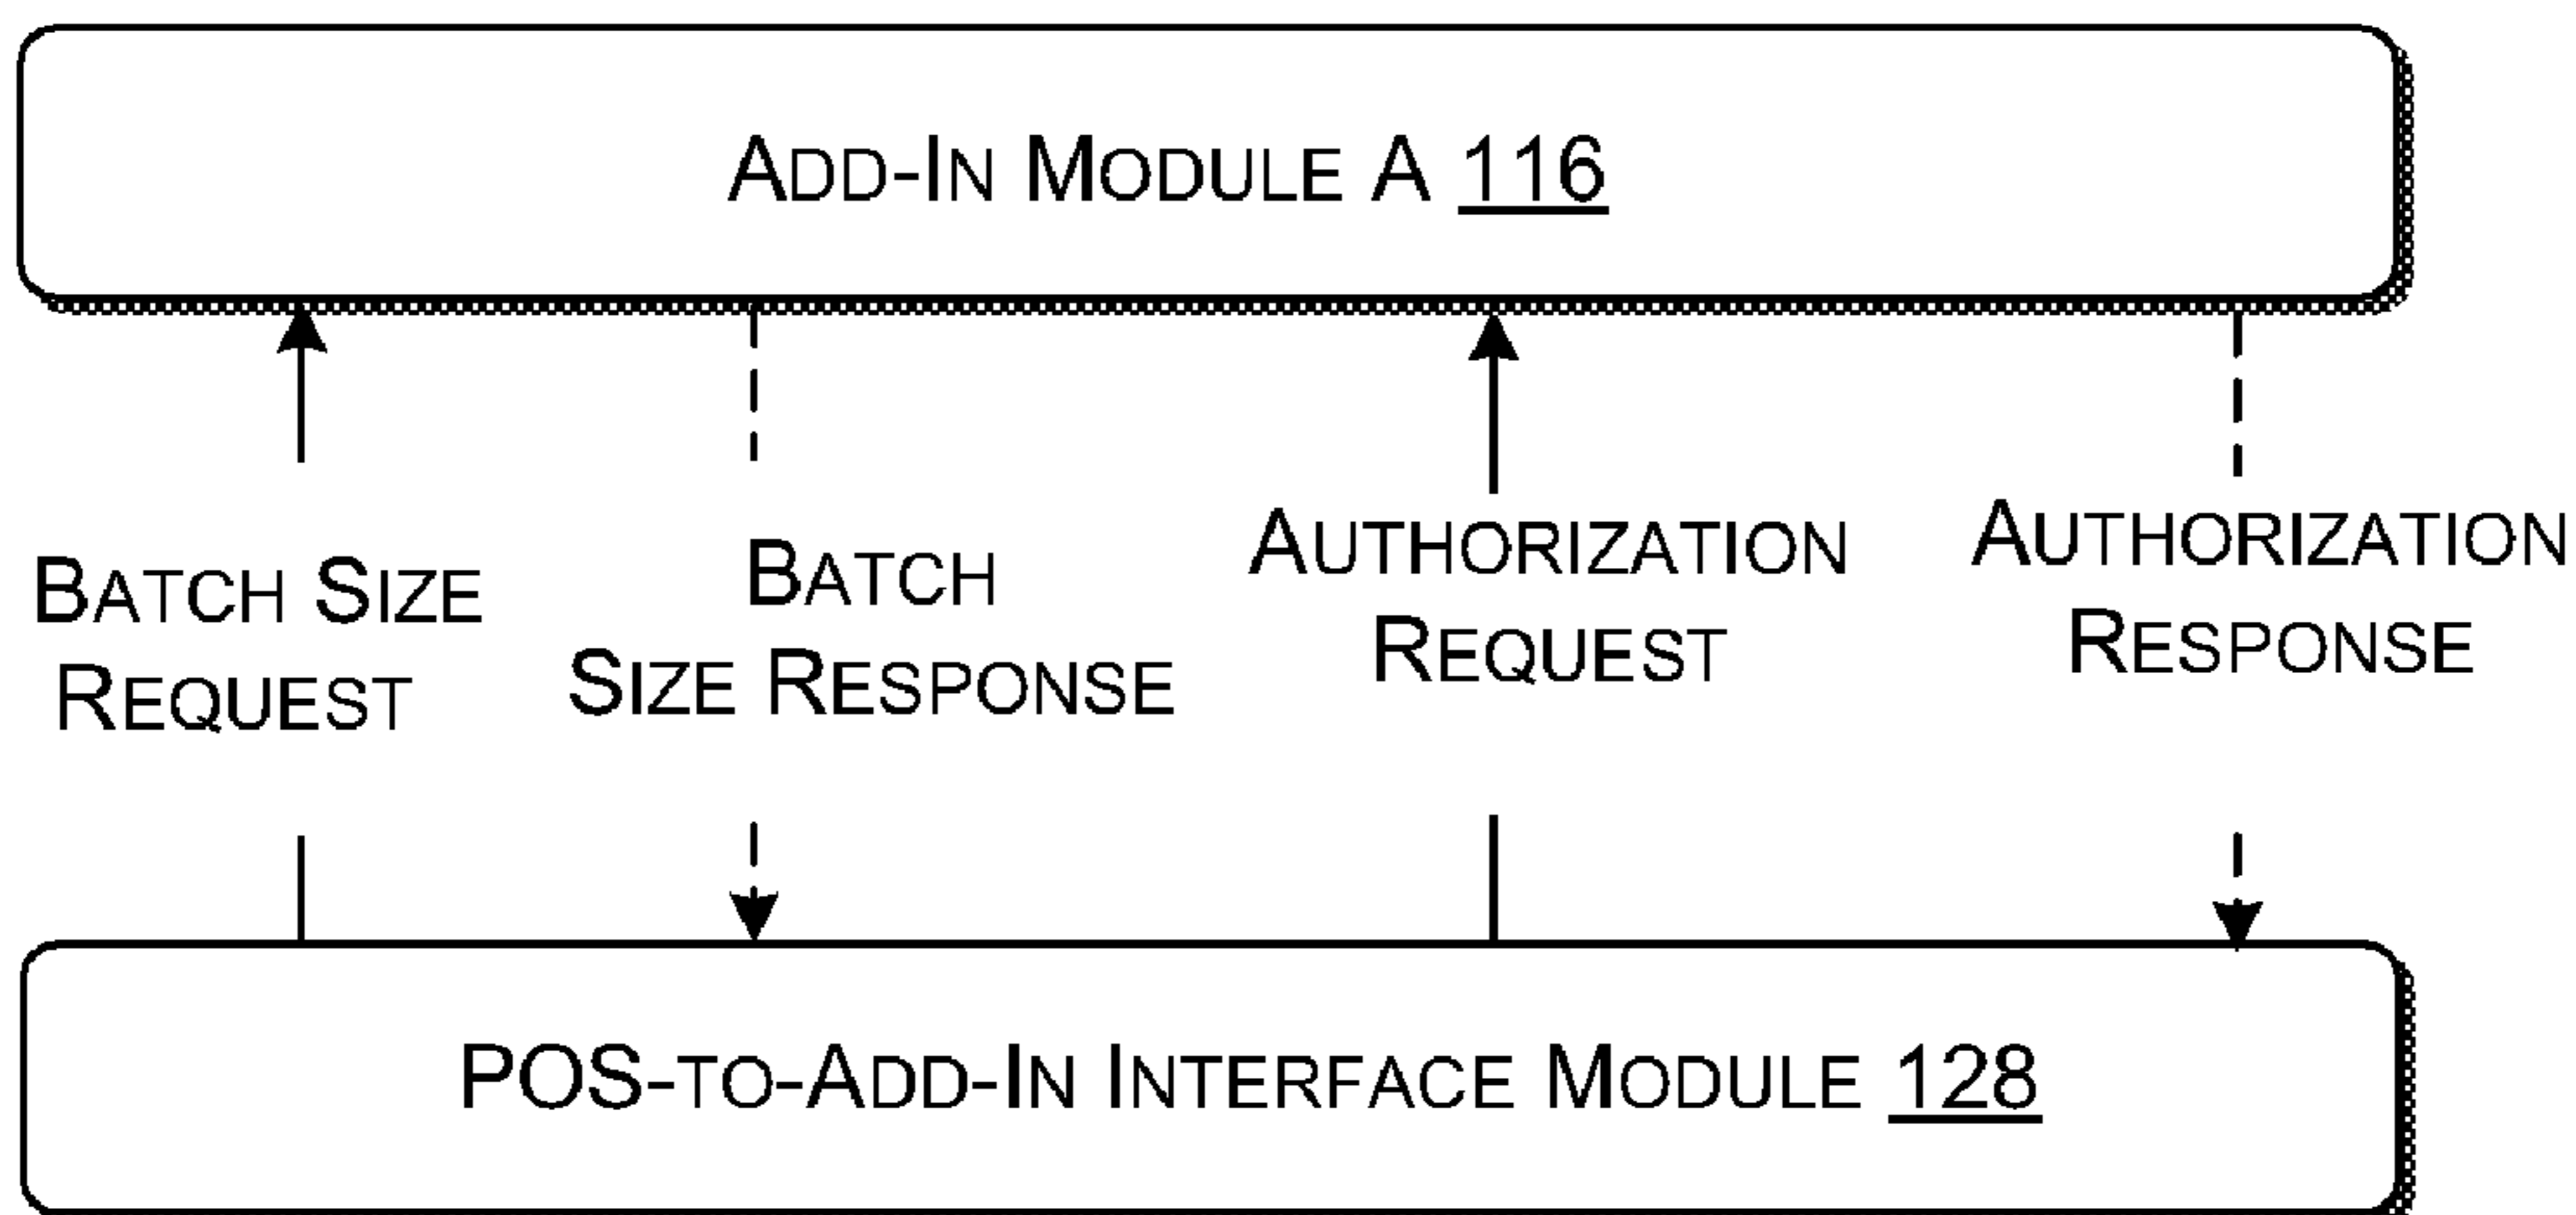 ADD-IN MODULE A 116
BATCH SIZE
REQUEST
BATCH
SIZE RESPONSE
AUTHORIZATION
REQUEST
AUTHORIZATION
RESPONSE
POS-TO-ADD-IN INTERFACE MODULE 128